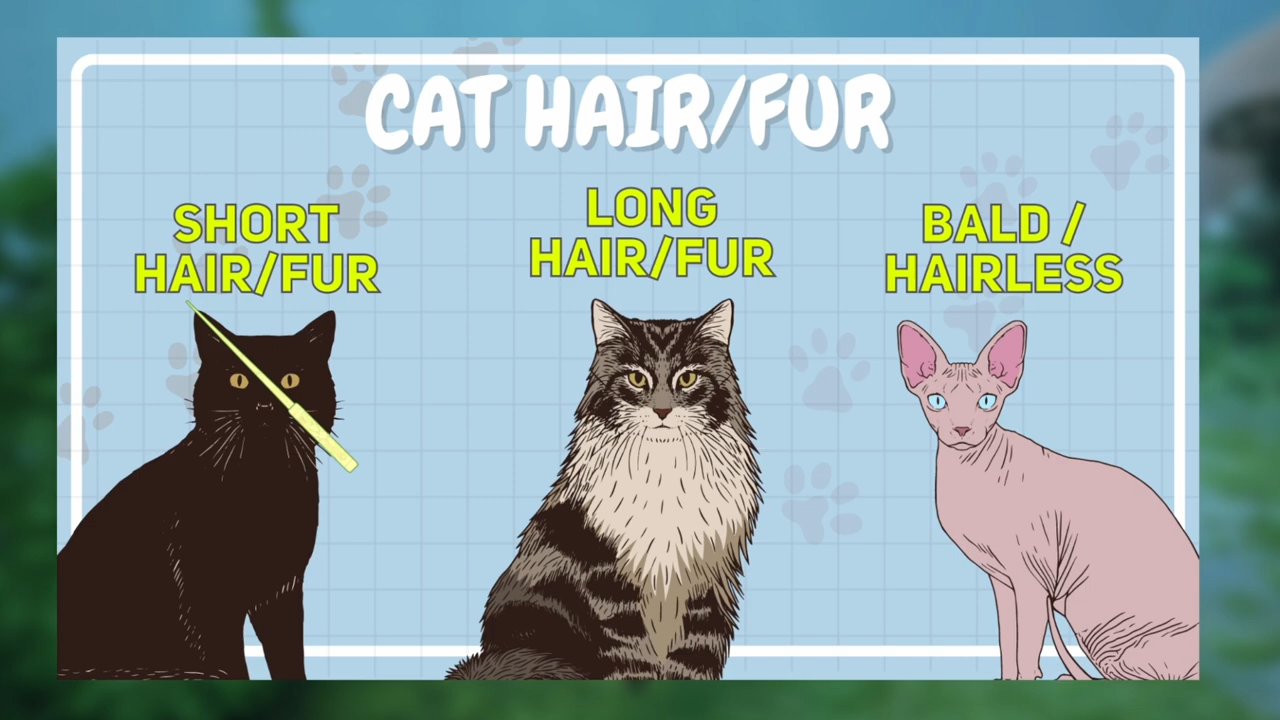 CAT HAIR/FUR
SHORT
HAIR/FUR
LONG
HAIR/FUR
BALD /
HAIRLESS